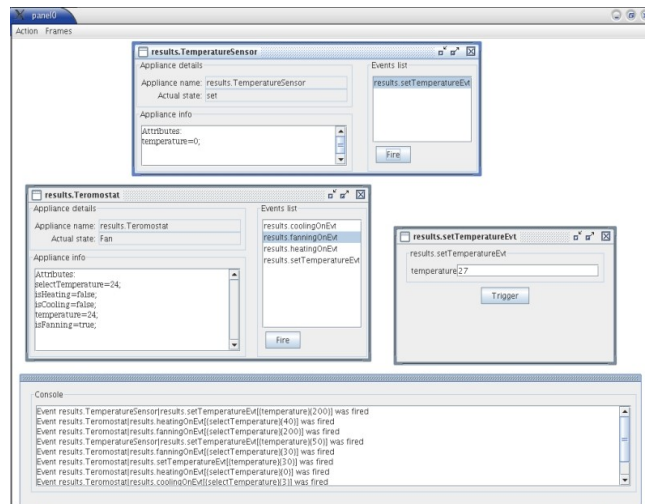 panel0
Action Frames
results.TemperatureSensor
Appliance details
Appliance name: results.TemperatureSensor
Actual state: set
Appliance info
Attributes:
temperature=0;
Events list
results.setTemperatureEvt
Fire
results.Teromostat
Appliance details
Appliance name: results.Teromostat
Actual state: Fan
Appliance info
Attributes:
selectTemperature=24;
isHeating=false;
isCooling=false;
temperature=24;
isFanning=true;
Events list
results.coolingOnEvt
results.fanningOnEvt
results.heatingOnEvt
results.setTemperatureEvt
Fire
results.setTemperatureEvt
results.setTemperatureEvt
temperature 27
Trigger
Console
Event results.TemperatureSensor|results.setTemperatureEvt[(temperature)(200)] was fired
Event results.Teromostat|results.heatingOnEvt[(selectTemperature)(40)] was fired
Event results.Teromostat|results.fanningOnEvt[(selectTemperature)(200)] was fired
Event results.TemperatureSensor|results.setTemperatureEvt[(temperature)(50)] was fired
Event results.Teromostat|results.fanningOnEvt[(selectTemperature)(30)] was fired
Event results.Teromostat|results.setTemperatureEvt[(temperature)(30)] was fired
Event results.Teromostat|results.heatingOnEvt[(selectTemperature)(0)] was fired
Event results.Teromostat|results.coolingOnEvt[(selectTemperature)(3)] was fired